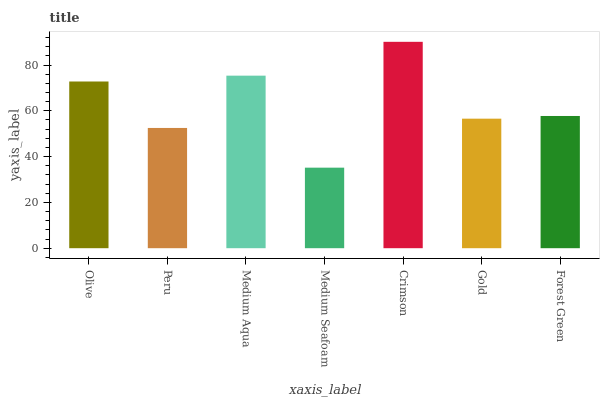 title
yaxis_label
80
60
40
20
0
Olive
Peru
Medium Aqua
Medium Seafoam
Crimson
Gold
Forest Green
xaxis_label